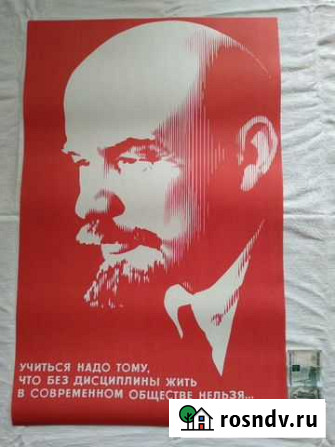 УЧИТЬСЯ НАДО ТОМУ,
ЧТО БЕЗ ДИСЦИПЛИНЫ ЖИТЬ
В СОВРЕМЕННОМ ОБЩЕСТВЕ НЕЛЬЗЯ...
rosndv.ru